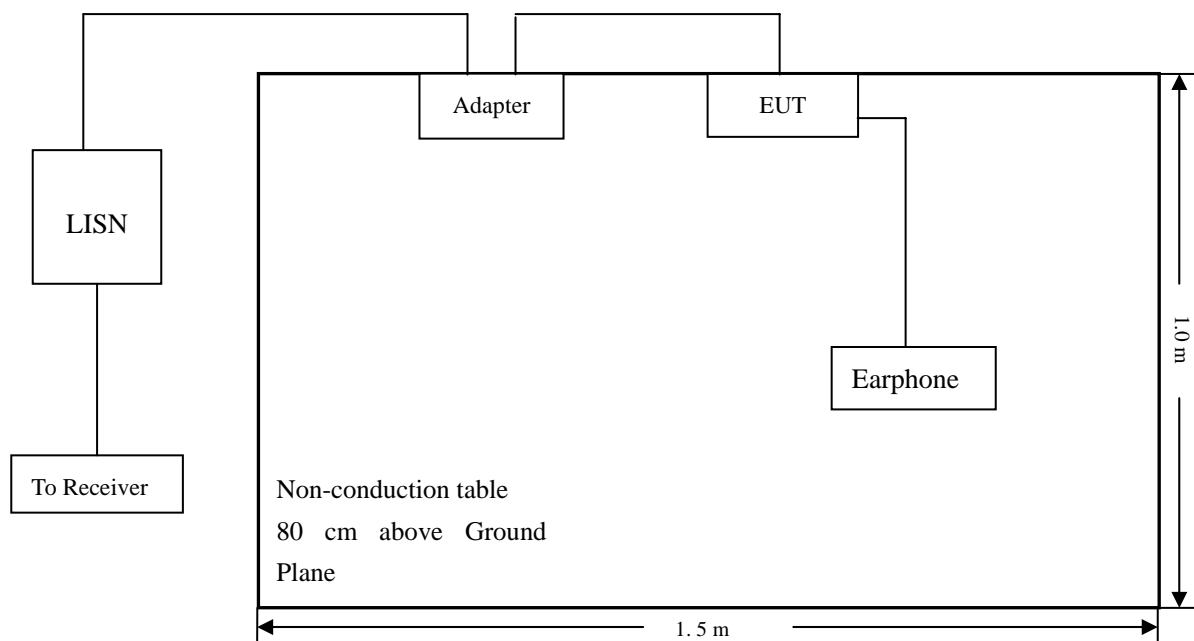 Adapter
EUT
LISN
Earphone
1.0 m
To Receiver
Non-conduction table
80 cm above Ground
Plane
1. 5 m